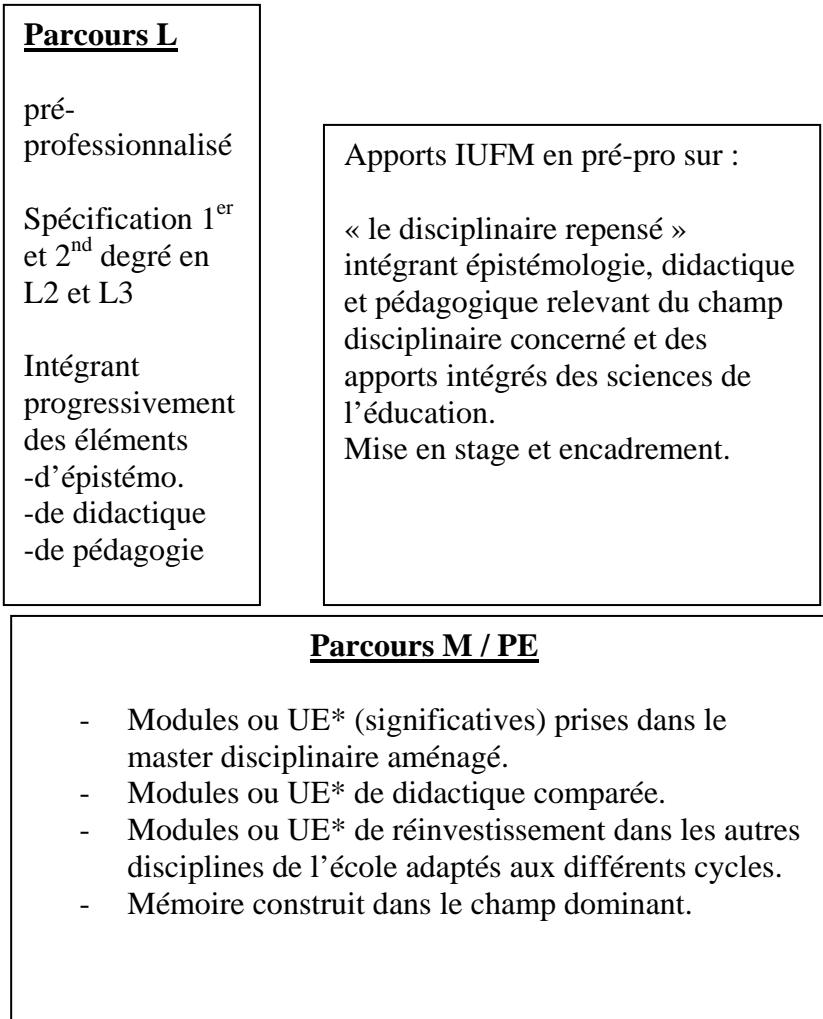 Parcours L
pré-
professionnalisé
Spécification 1er
et 2nd degré en
L2 et L3
Intégrant
progressivement
des éléments
-d’épistémo.
-de didactique
-de pédagogie
Apports IUFM en pré-pro sur :
« le disciplinaire repensé »
intégrant épistémologie, didactique
et pédagogique relevant du champ
disciplinaire concerné et des
apports intégrés des sciences de
l’éducation.
Mise en stage et encadrement.
Parcours M / PE
- Modules ou UE* (significatives) prises dans le
master disciplinaire aménagé.
- Modules ou UE* de didactique comparée.
- Modules ou UE* de réinvestissement dans les autres
disciplines de l’école adaptés aux différents cycles.
- Mémoire construit dans le champ dominant.